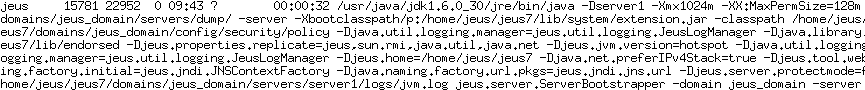 jeus     15781 22952  0 09:43 ?        00:00:32 /usr/java/jdk1.6.0_30/jre/bin/java -Dserver1 -Xmx1024m -XX:MaxPermSize=128m
domains/jeus_domain/servers/dump/ -server -Xbootclasspath/p:/home/jeus/jeus7/lib/system/extension.jar -classpath /home/jeus/
eus7/domains/jeus_domain/config/security/policy -Djava.util.logging.manager=jeus.util.logging.JeusLogManager -Djava.library.
eus7/lib/endorsed -Djeus.properties.replicate=jeus,sun.rmi,java.util,java.net -Djeus.jvm.version=hotspot -Djava.util.logging
ogging.manager=jeus.util.logging.JeusLogManager -Djeus.home=/home/jeus/jeus7 -Djava.net.preferIPv4Stack=true -Djeus.tool.web
ing.factory.initial=jeus.jndi.JNSContextFactory -Djava.naming.factory.url.pkgs=jeus.jndi.jns.url -Djeus.server.protectmode=f
home/jeus/jeus7/domains/jeus_domain/servers/server1/logs/jvm.log jeus.server.ServerBootstrapper -domain jeus_domain -server